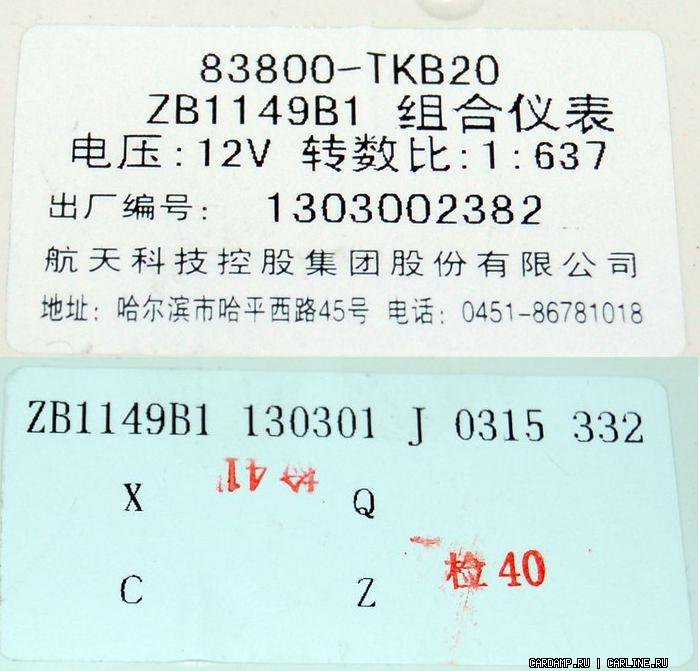 83800-TKB20
ZB1149B1 组合仪表
电压:12V 转数比:1:637
出厂编号: 1303002382
航天科技控股集团股份有限公司
地址: 哈尔滨市哈平西路45号 电话: 0451-86781018
ZB1149B1 130301 J 0315 332
检 41
X Q
检 40
C Z
CARDAMP.RU | CARLINE.RU